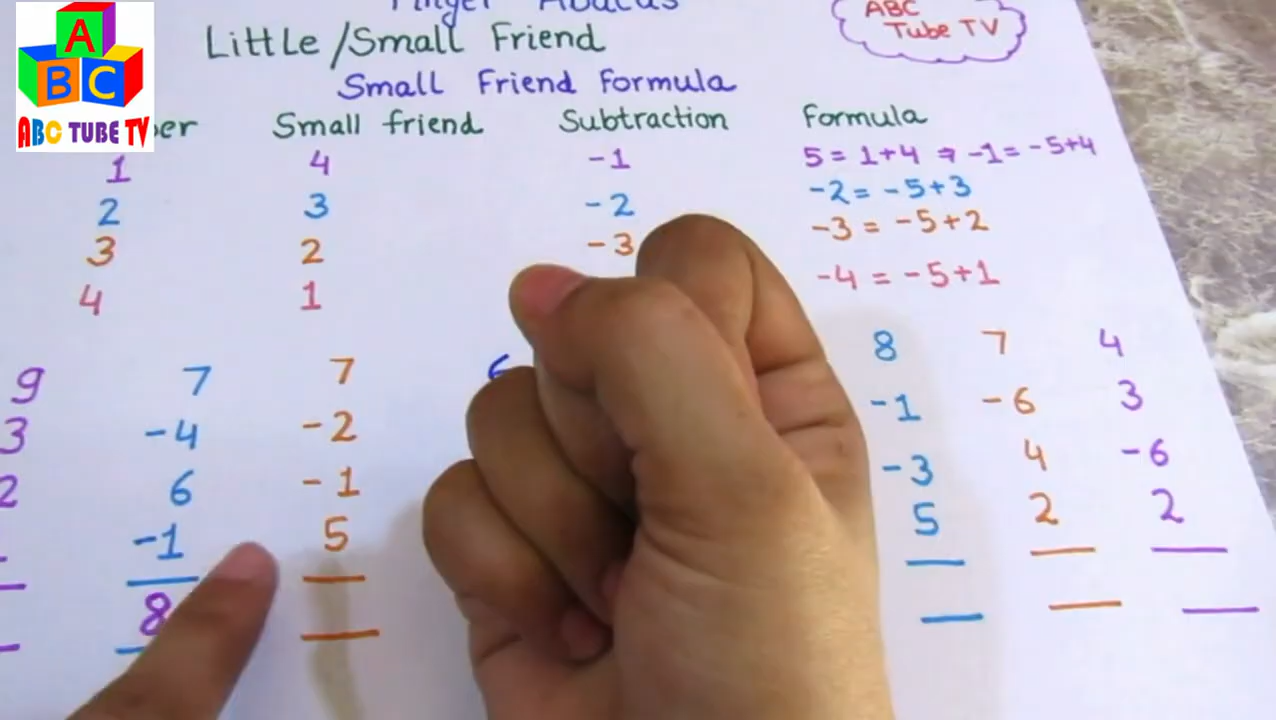 Finger Abacus
ABC
Tube TV
Little/Small Friend
Small Friend Formula
A
B C
ABC TUBE TV
ber Small friend Subtraction Formula
1 4 -1 5 = 1+4 ⇒ -1 = -5+4
2 3 -2 -2 = -5+3
3 2 -3 -3 = -5+2
4 1 -4 = -5+1
9 7 7 8 7 4
3 -4 -2 -1 -6 3
2 6 -1 -3 4 -6
-1 5 5 2 2
8